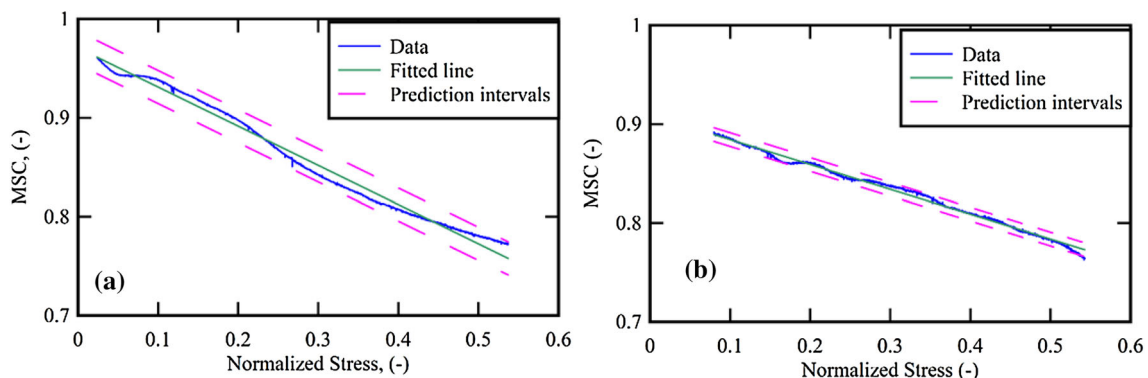 1
0.9
0.8
0.7
MSC, (-)
Data
Fitted line
Prediction intervals
(a)
0
0.1
0.2
0.3
0.4
0.5
0.6
Normalized Stress, (-)
1
0.9
0.8
0.7
MSC (-)
Data
Fitted line
Prediction intervals
(b)
0
0.1
0.2
0.3
0.4
0.5
0.6
Normalized Stress (-)